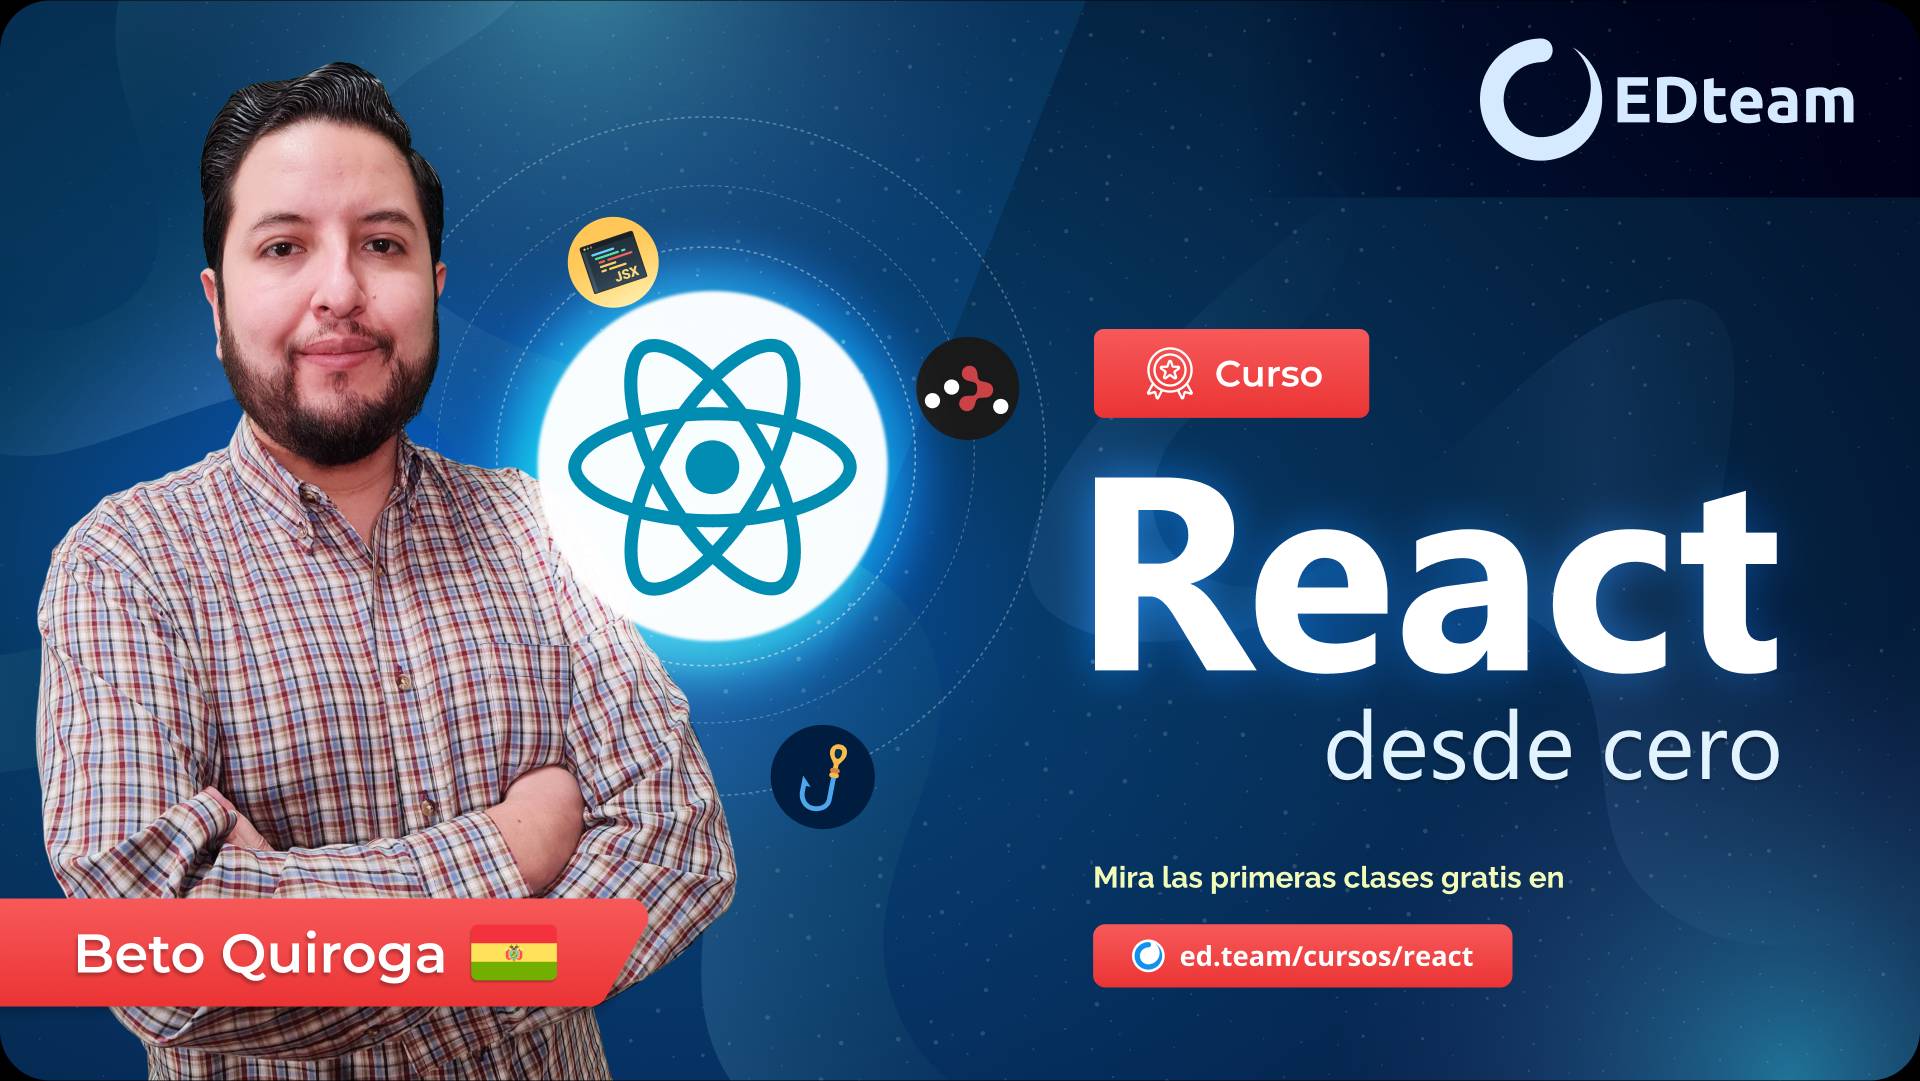 EDteam
JSX
Curso
React
desde cero
Mira las primeras clases gratis en
ed.team/cursos/react
Beto Quiroga